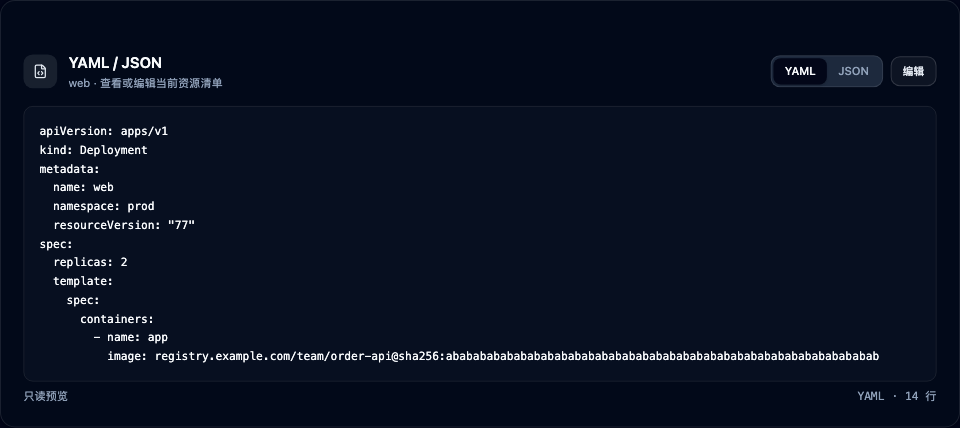 YAML / JSON
web · 查看或编辑当前资源清单
YAML JSON 编辑
apiVersion: apps/v1
kind: Deployment
metadata:
  name: web
  namespace: prod
  resourceVersion: "77"
spec:
  replicas: 2
  template:
    spec:
      containers:
        - name: app
          image: registry.example.com/team/order-api@sha256:abababababababababababababababababababababababababababababababab
只读预览
YAML · 14 行